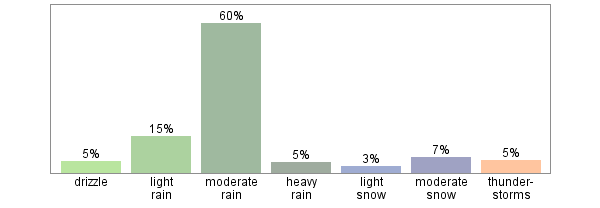 60%
15%
5%
5%
3%
7%
5%
drizzle
light
rain
moderate
rain
heavy
rain
light
snow
moderate
snow
thunder-
storms